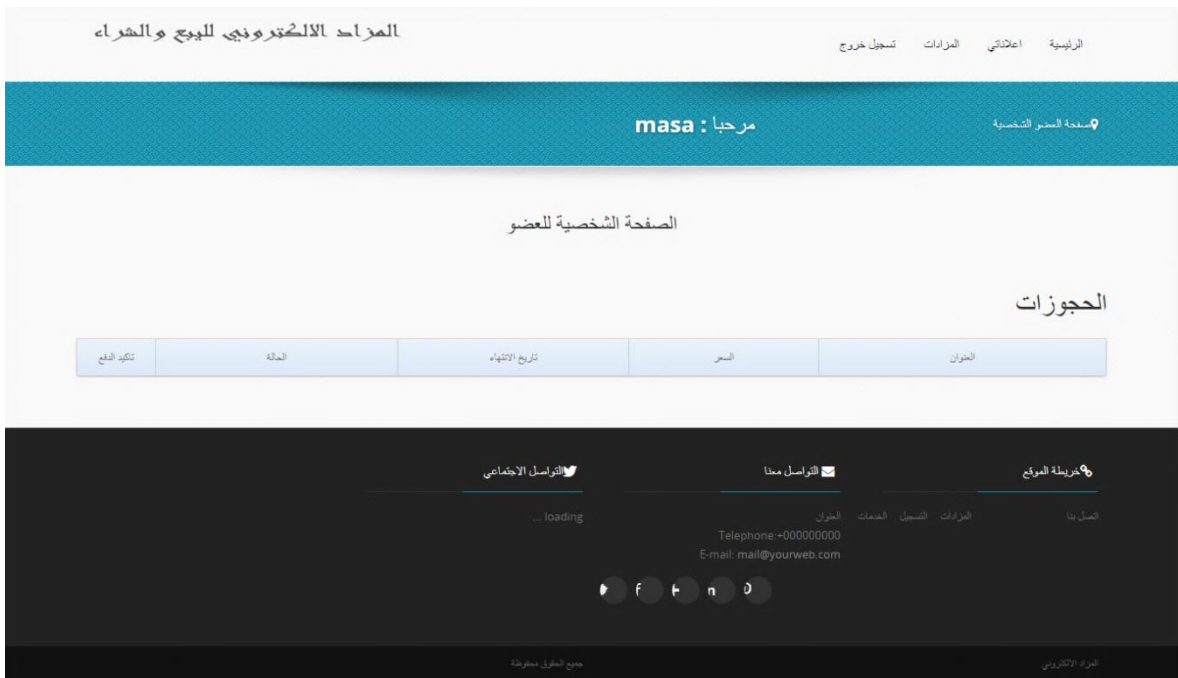 المزاد الالكتروني للبيع والشراء
الرئيسية اعلاناتي المزادات تسجيل خروج
صفحة العضو الشخصية
مرحبا : masa
الصفحة الشخصية للعضو
الحجوزات
العنوان السعر تاريخ الانتهاء الحالة تاكيد الدفع
خريطة الموقع
اتصل بنا المزادات التسجيل الخدمات
التواصل معنا
العنوان
Telephone:+000000000
E-mail: mail@yourweb.com
التواصل الاجتماعي
loading ...
المزاد الالكتروني
جميع الحقوق محفوظة